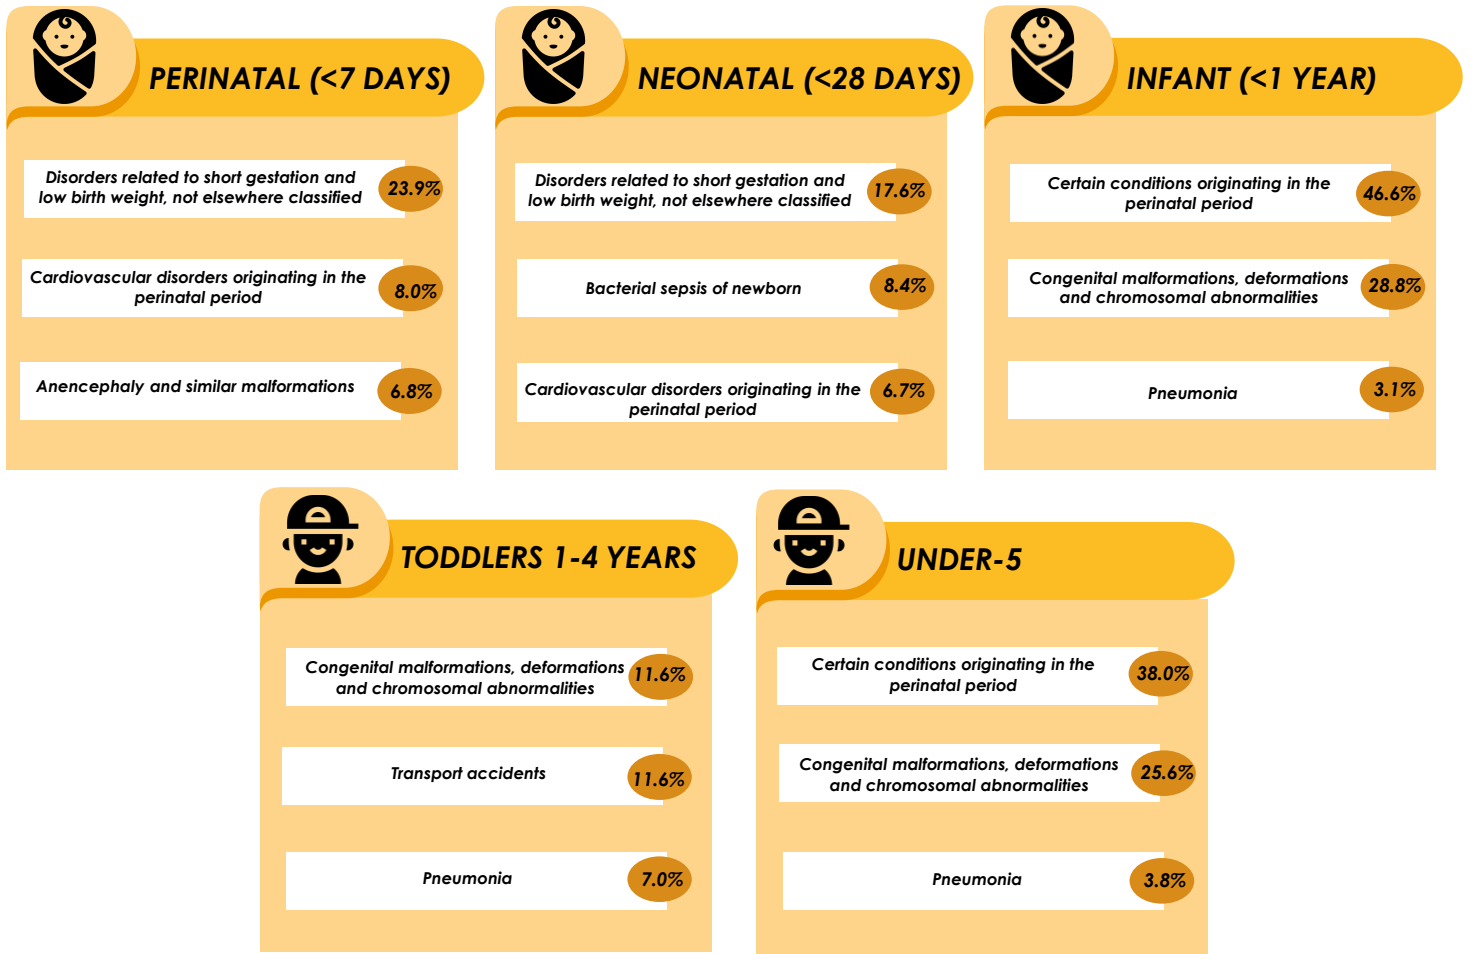 PERINATAL (<7 DAYS)
Disorders related to short gestation and
low birth weight, not elsewhere classified
23.9%
Cardiovascular disorders originating in the
perinatal period
8.0%
Anencephaly and similar malformations
6.8%
NEONATAL (<28 DAYS)
Disorders related to short gestation and
low birth weight, not elsewhere classified
17.6%
Bacterial sepsis of newborn
8.4%
Cardiovascular disorders originating in the
perinatal period
6.7%
INFANT (<1 YEAR)
Certain conditions originating in the
perinatal period
46.6%
Congenital malformations, deformations
and chromosomal abnormalities
28.8%
Pneumonia
3.1%
TODDLERS 1-4 YEARS
Congenital malformations, deformations
and chromosomal abnormalities
11.6%
Transport accidents
11.6%
Pneumonia
7.0%
UNDER-5
Certain conditions originating in the
perinatal period
38.0%
Congenital malformations, deformations
and chromosomal abnormalities
25.6%
Pneumonia
3.8%